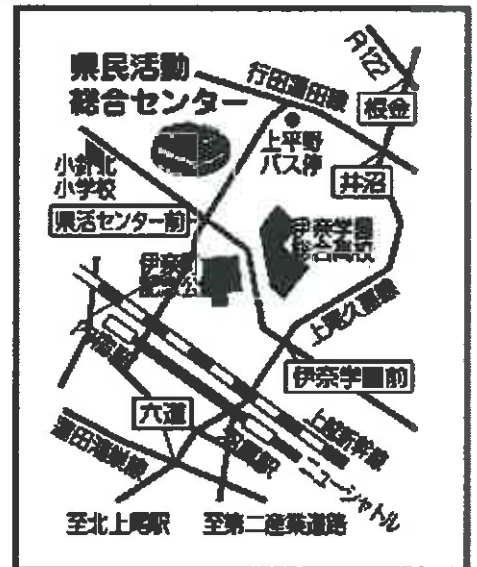 県民活動
総合センター
行田蓮田線
R122
根金
上平野
バス停
井沼
小針北
小学校
県活センター前
伊奈学園
総合高校
上尾久喜線
内宿駅
伊奈学園前
六道
蓮田鴻巣線
上越新幹線
ニューシャトル
至北上尾駅
至第二産業道路